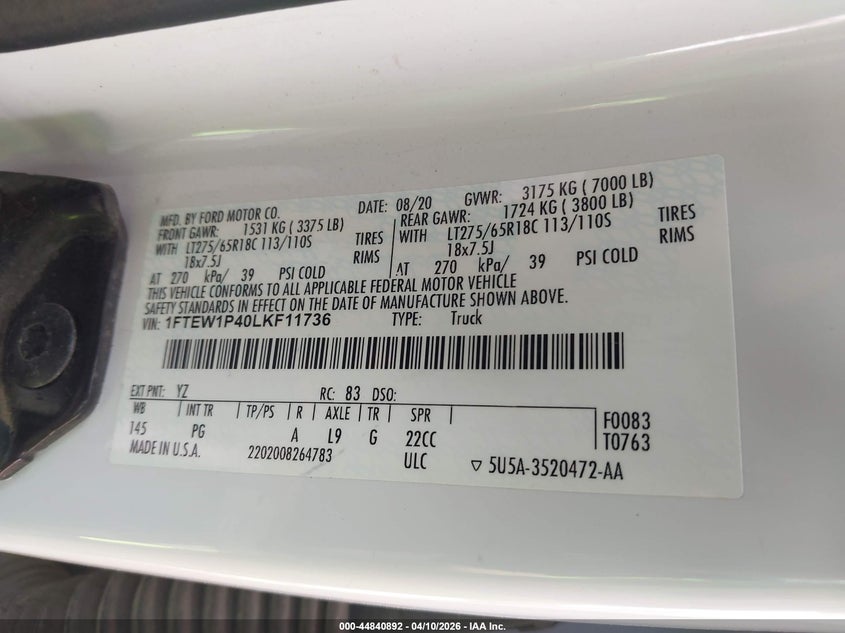 MFD. BY FORD MOTOR CO. DATE: 08/20 GVWR: 3175 KG ( 7000 LB)
FRONT GAWR: 1531 KG ( 3375 LB) REAR GAWR: 1724 KG ( 3800 LB)
WITH LT275/65R18C 113/110S TIRES WITH LT275/65R18C 113/110S TIRES
18x7.5J RIMS 18x7.5J RIMS
AT 270 kPa/ 39 PSI COLD AT 270 kPa/ 39 PSI COLD
THIS VEHICLE CONFORMS TO ALL APPLICABLE FEDERAL MOTOR VEHICLE
SAFETY STANDARDS IN EFFECT ON THE DATE OF MANUFACTURE SHOWN ABOVE.
VIN: 1FTEW1P40LKF11736 TYPE: Truck
EXT PNT: YZ RC: 83 DSO:
WB INT TR TP/PS R AXLE TR SPR F0083
145 PG A L9 G 22CC T0763
MADE IN U.S.A. 2202008264783 ULC ▽ 5U5A-3520472-AA
000-44840892 - 04/10/2026 - IAA Inc.